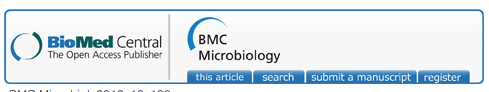 BioMed Central
The Open Access Publisher
BMC
Microbiology
this article
search
submit a manuscript
register